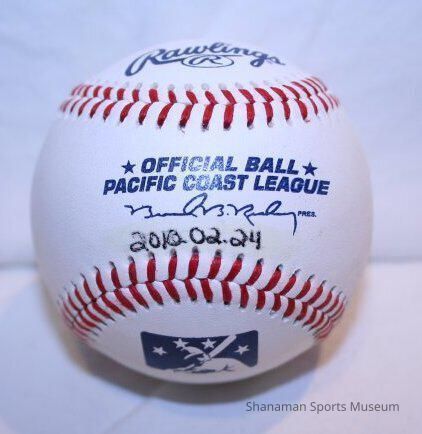 Rawlings
R
★ OFFICIAL BALL ★
PACIFIC COAST LEAGUE
PRES.
2010.02.24
Shanaman Sports Museum